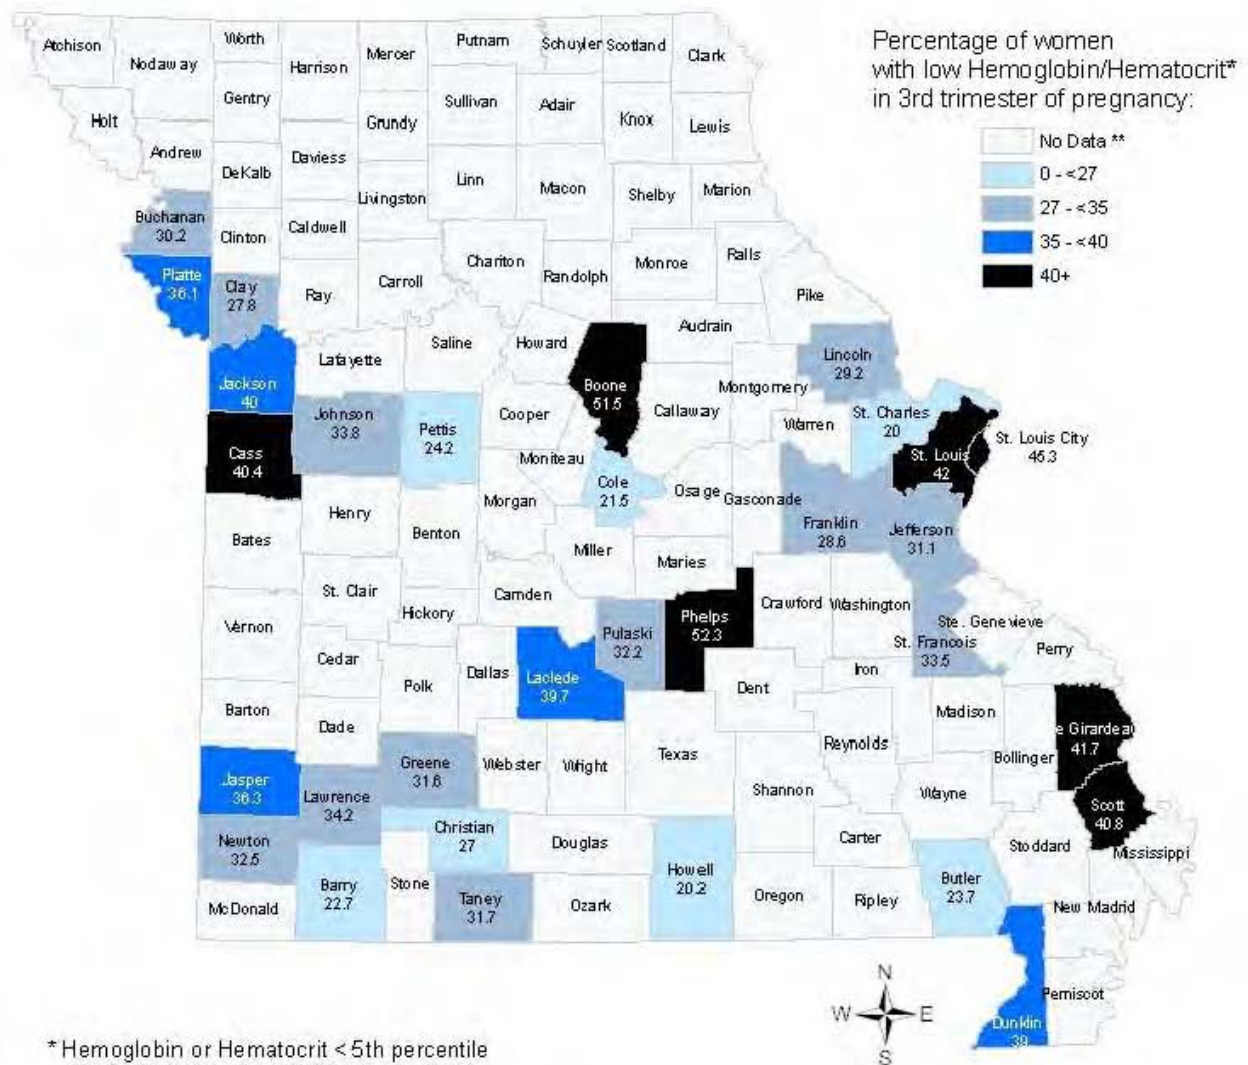 Percentage of women
with low Hemoglobin/Hematocrit*
in 3rd trimester of pregnancy:
No Data **
0 - <27
27 - <35
35 - <40
40+
Atchison
Nodaway
Worth
Harrison
Mercer
Putnam
Schuyler
Scotland
Clark
Holt
Gentry
Grundy
Sullivan
Adair
Knox
Lewis
Andrew
DeKalb
Daviess
Livingston
Linn
Macon
Shelby
Marion
Buchanan
30.2
Clinton
Caldwell
Chariton
Randolph
Monroe
Ralls
Platte
36.1
Clay
27.8
Ray
Carroll
Pike
Audrain
Jackson
40
Lafayette
Saline
Howard
Boone
51.5
Callaway
Montgomery
Lincoln
29.2
Johnson
33.8
Pettis
24.2
Cooper
Warren
St. Charles
20
St. Louis City
45.3
Cass
40.4
Moniteau
St. Louis
42
Cole
21.5
Osage
Gasconade
Henry
Morgan
Franklin
28.6
Jefferson
31.1
Bates
Benton
Miller
Maries
St. Clair
Hickory
Camden
Crawford
Washington
Vernon
Pulaski
32.2
Phelps
52.3
Ste. Genevieve
St. Francois
33.5
Cedar
Polk
Dallas
Laclede
39.7
Dent
Iron
Perry
Barton
Dade
Texas
Reynolds
Madison
Bollinger
e Girardeau
41.7
Jasper
36.3
Lawrence
34.2
Greene
31.6
Webster
Wright
Shannon
Wayne
Scott
40.8
Newton
32.5
Christian
27
Douglas
Carter
Stoddard
Mississippi
McDonald
Barry
22.7
Stone
Taney
31.7
Ozark
Howell
20.2
Oregon
Ripley
Butler
23.7
New Madrid
N
W
E
S
Pemiscot
Dunklin
39
* Hemoglobin or Hematocrit < 5th percentile